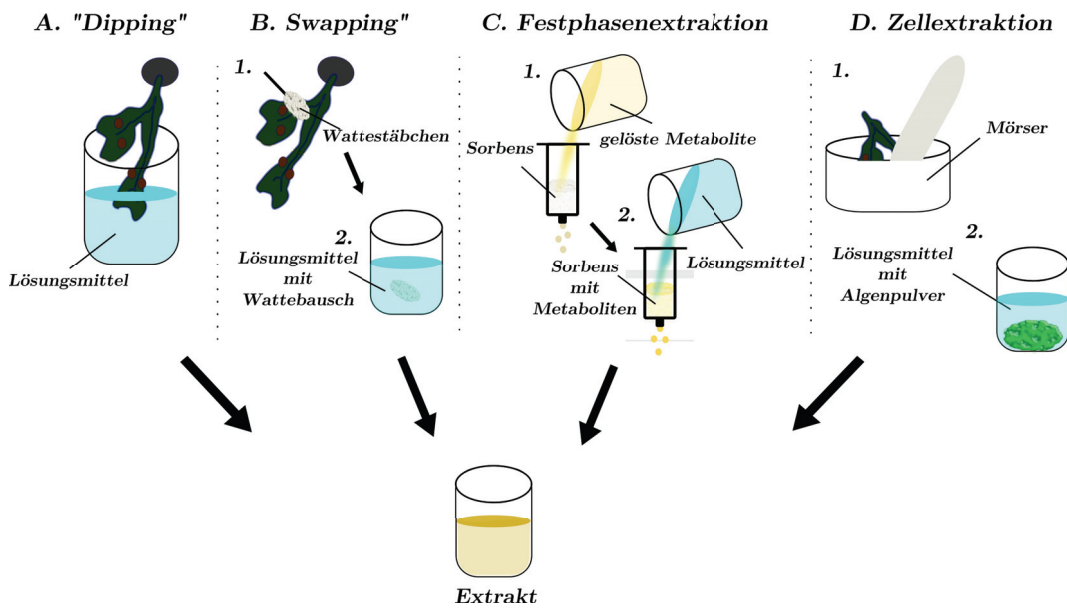 A. "Dipping"
Lösungsmittel
B. Swapping"
1.
Wattestäbchen
2.
Lösungsmittel
mit
Wattebausch
C. Festphasenextraktion
1.
gelöste Metabolite
Sorbens
2.
Lösungsmittel
Sorbens
mit
Metaboliten
D. Zellextraktion
1.
Mörser
2.
Lösungsmittel
mit
Algenpulver
Extrakt